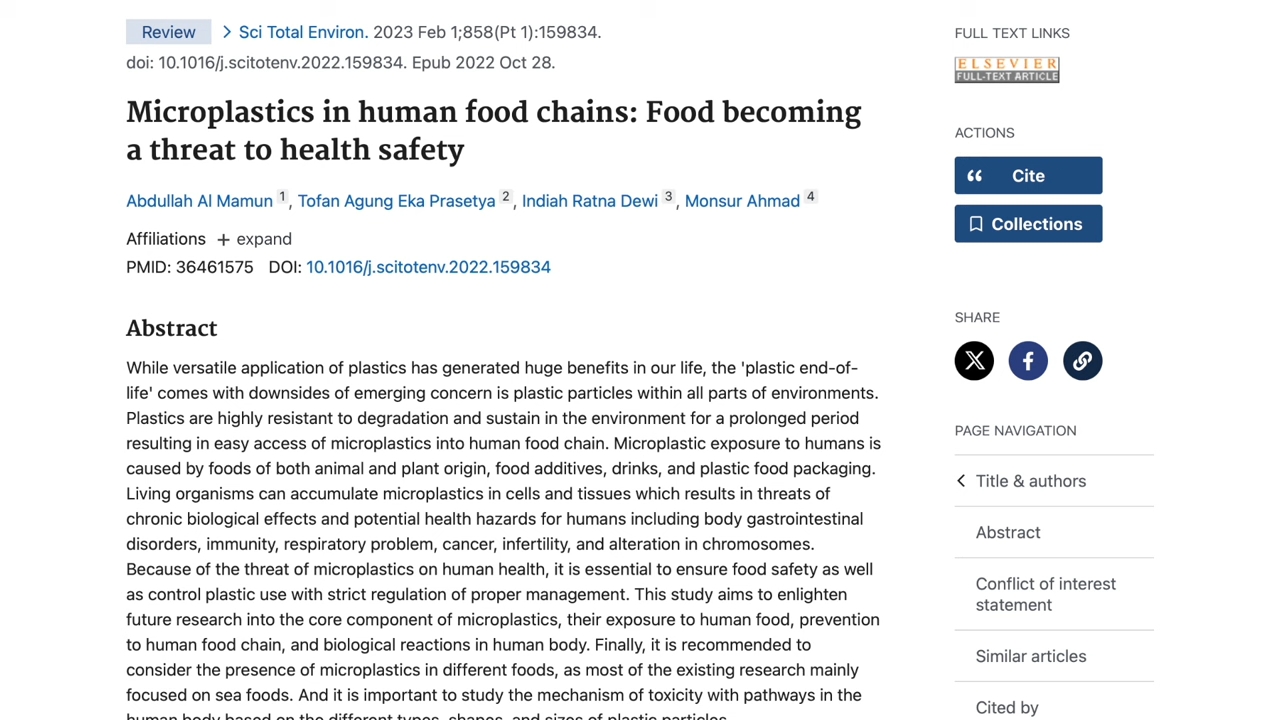 Review > Sci Total Environ. 2023 Feb 1;858(Pt 1):159834.
doi: 10.1016/j.scitotenv.2022.159834. Epub 2022 Oct 28.
Microplastics in human food chains: Food becoming
a threat to health safety
Abdullah Al Mamun 1, Tofan Agung Eka Prasetya 2, Indiah Ratna Dewi 3, Monsur Ahmad 4
Affiliations + expand
PMID: 36461575 DOI: 10.1016/j.scitotenv.2022.159834
Abstract
While versatile application of plastics has generated huge benefits in our life, the 'plastic end-of-
life' comes with downsides of emerging concern is plastic particles within all parts of environments.
Plastics are highly resistant to degradation and sustain in the environment for a prolonged period
resulting in easy access of microplastics into human food chain. Microplastic exposure to humans is
caused by foods of both animal and plant origin, food additives, drinks, and plastic food packaging.
Living organisms can accumulate microplastics in cells and tissues which results in threats of
chronic biological effects and potential health hazards for humans including body gastrointestinal
disorders, immunity, respiratory problem, cancer, infertility, and alteration in chromosomes.
Because of the threat of microplastics on human health, it is essential to ensure food safety as well
as control plastic use with strict regulation of proper management. This study aims to enlighten
future research into the core component of microplastics, their exposure to human food, prevention
to human food chain, and biological reactions in human body. Finally, it is recommended to
consider the presence of microplastics in different foods, as most of the existing research mainly
focused on sea foods. And it is important to study the mechanism of toxicity with pathways in the
human body based on the different types, shapes, and sizes of plastic particles.
FULL TEXT LINKS
ELSEVIER
FULL-TEXT ARTICLE
ACTIONS
Cite
Collections
SHARE
PAGE NAVIGATION
Title & authors
Abstract
Conflict of interest
statement
Similar articles
Cited by